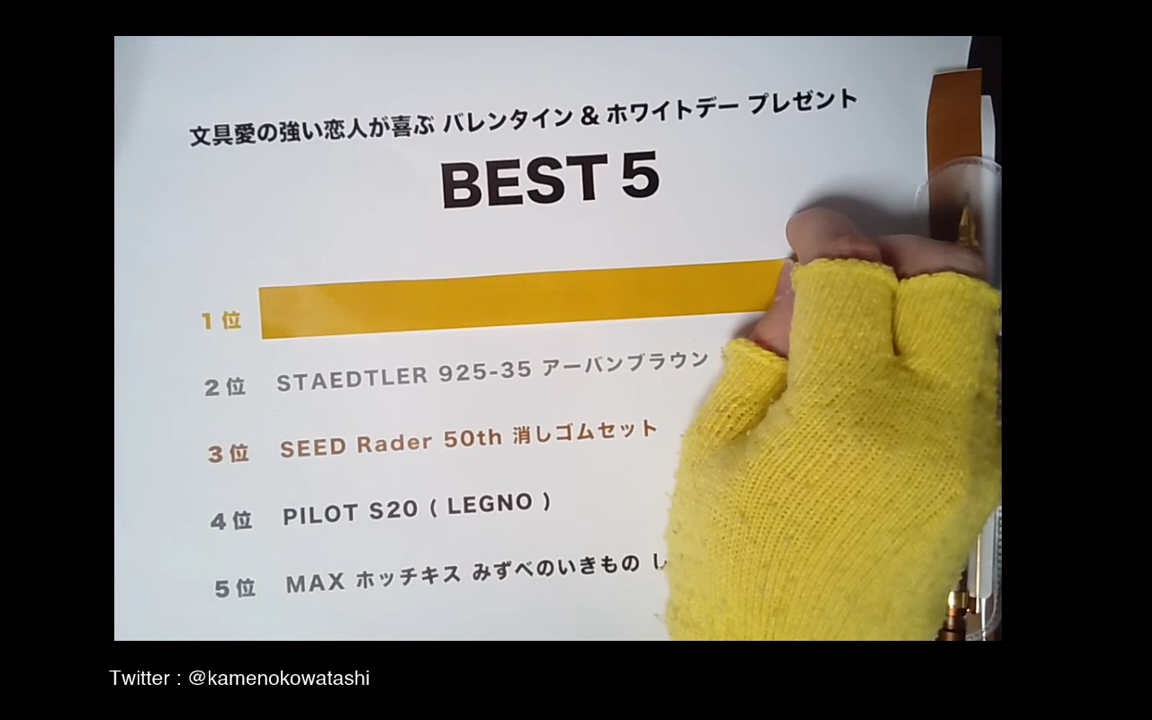 文具愛の強い恋人が喜ぶ バレンタイン & ホワイトデー プレゼント
BEST 5
1 位
2 位 STAEDTLER 925-35 アーバンブラウン
3 位 SEED Rader 50th 消しゴムセット
4 位 PILOT S20 ( LEGNO )
5 位 MAX ホッチキス みずべのいきもの
Twitter : @kamenokowatashi